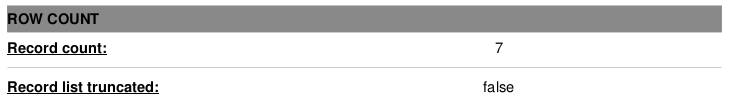 ROW COUNT
Record count: 7
Record list truncated: false